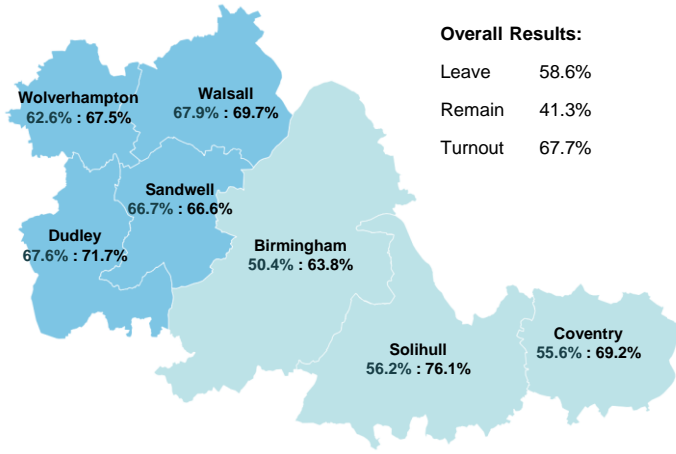 Overall Results:
Leave 58.6%
Remain 41.3%
Turnout 67.7%
Wolverhampton
62.6% : 67.5%
Walsall
67.9% : 69.7%
Sandwell
66.7% : 66.6%
Dudley
67.6% : 71.7%
Birmingham
50.4% : 63.8%
Solihull
56.2% : 76.1%
Coventry
55.6% : 69.2%